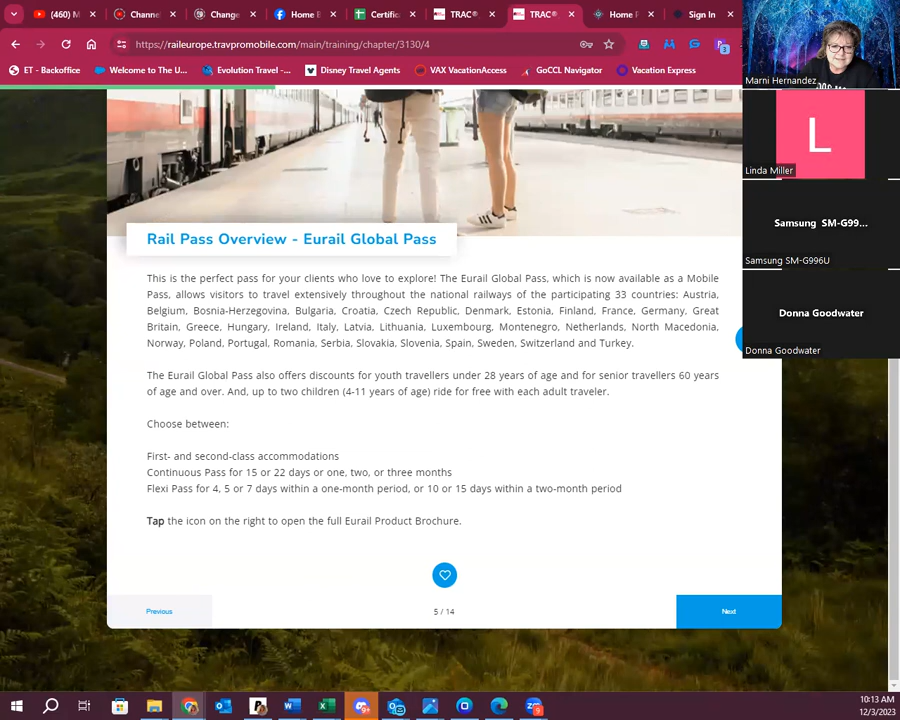 (460) M
Channel
Change
Home B
Certific
TRAC®
TRAC®
Home P
Sign In
https://raileurope.travpromobile.com/main/training/chapter/3130/4
3
ET - Backoffice
Welcome to The U...
Evolution Travel -...
Disney Travel Agents
VAX VacationAccess
GoCCL Navigator
Vacation Express
Marni Hernandez
L
Linda Miller
Samsung SM-G99...
Samsung SM-G996U
Donna Goodwater
Donna Goodwater
Rail Pass Overview - Eurail Global Pass
This is the perfect pass for your clients who love to explore! The Eurail Global Pass, which is now available as a Mobile
Pass, allows visitors to travel extensively throughout the national railways of the participating 33 countries: Austria,
Belgium, Bosnia-Herzegovina, Bulgaria, Croatia, Czech Republic, Denmark, Estonia, Finland, France, Germany, Great
Britain, Greece, Hungary, Ireland, Italy, Latvia, Lithuania, Luxembourg, Montenegro, Netherlands, North Macedonia,
Norway, Poland, Portugal, Romania, Serbia, Slovakia, Slovenia, Spain, Sweden, Switzerland and Turkey.
The Eurail Global Pass also offers discounts for youth travellers under 28 years of age and for senior travellers 60 years
of age and over. And, up to two children (4-11 years of age) ride for free with each adult traveler.
Choose between:
First- and second-class accommodations
Continuous Pass for 15 or 22 days or one, two, or three months
Flexi Pass for 4, 5 or 7 days within a one-month period, or 10 or 15 days within a two-month period
Tap the icon on the right to open the full Eurail Product Brochure.
Previous
5 / 14
Next
10:13 AM
12/3/2023